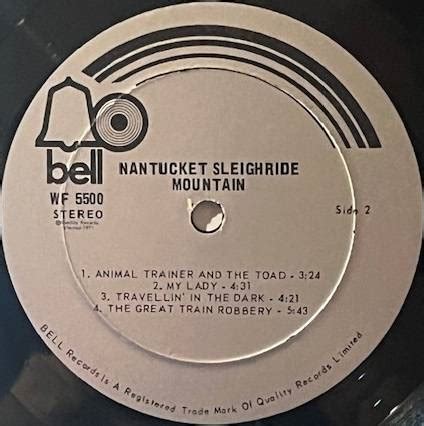 bell
NANTUCKET SLEIGHRIDE
MOUNTAIN
WF 5500
STEREO
Side 2
1. ANIMAL TRAINER AND THE TOAD - 3:24
2. MY LADY - 4:31
3. TRAVELLIN' IN THE DARK - 4:21
4. THE GREAT TRAIN ROBBERY - 5:43
BELL Records is A Registered Trade Mark Of Quality Records Limited